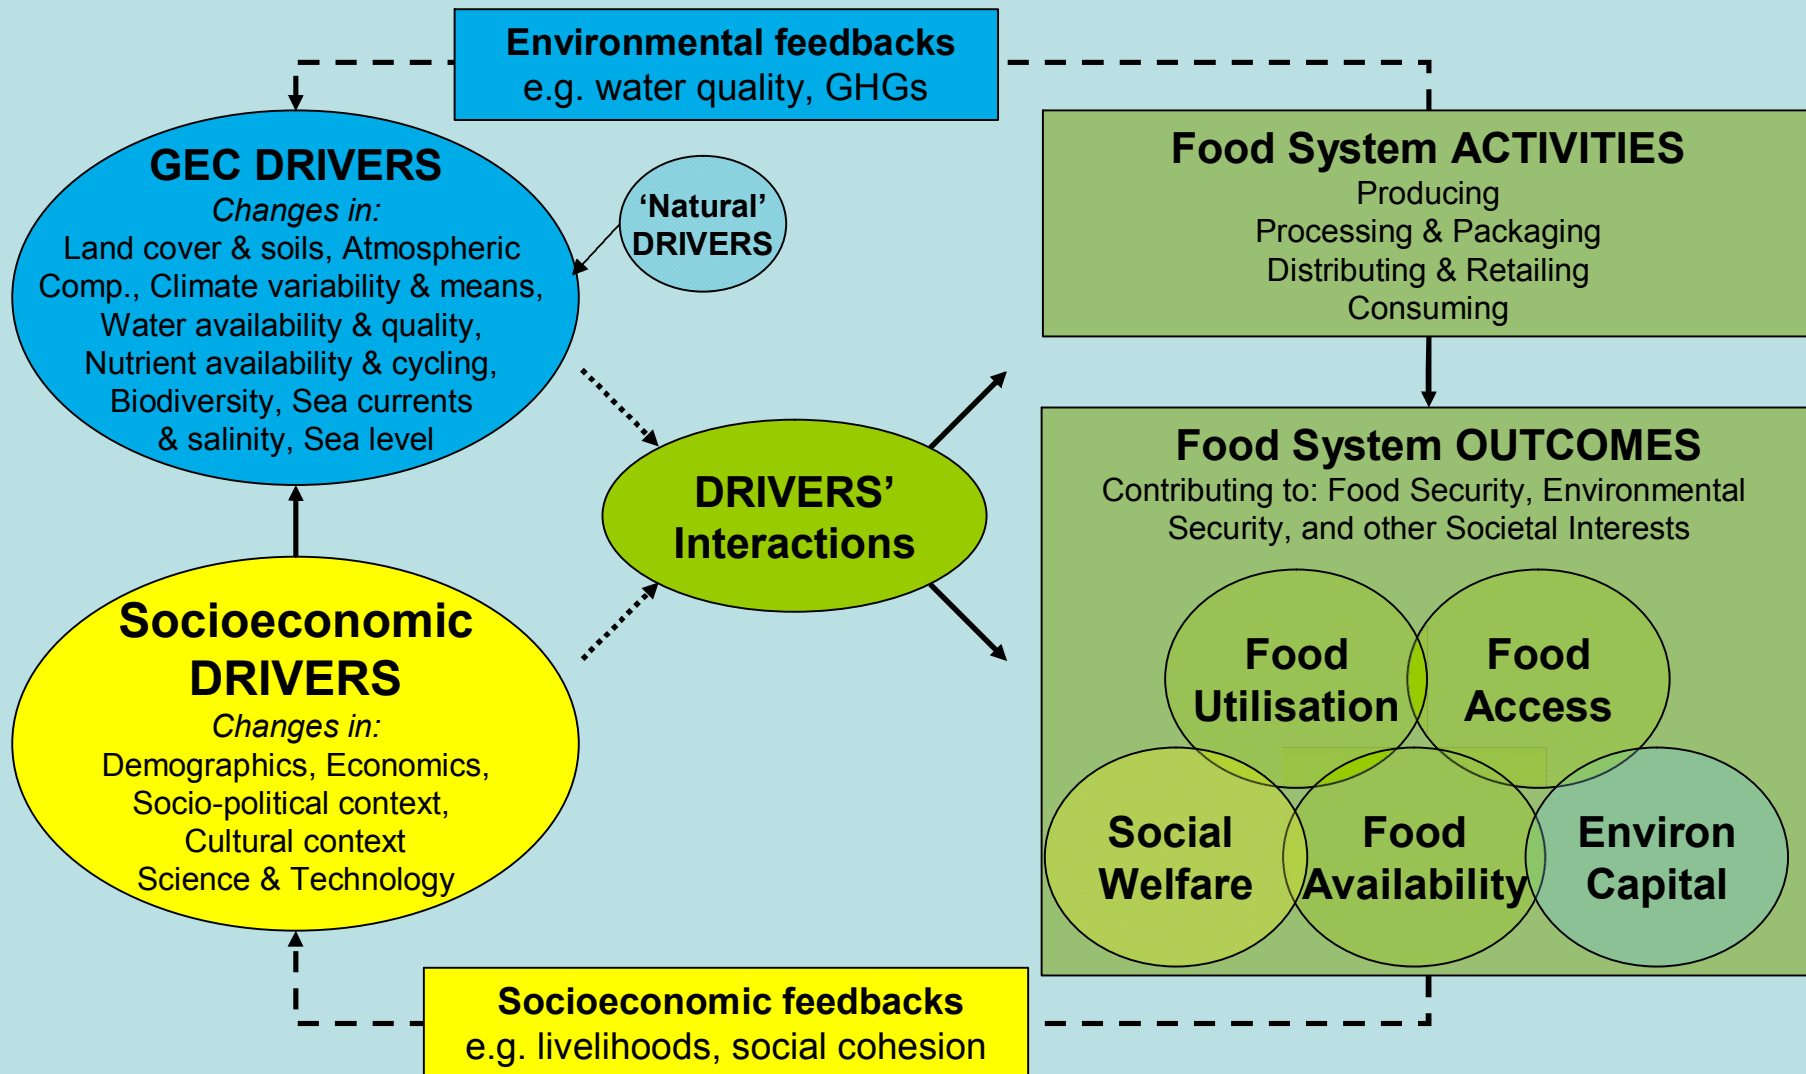 Environmental feedbacks
e.g. water quality, GHGs
GEC DRIVERS
Changes in:
Land cover & soils, Atmospheric
Comp., Climate variability & means,
Water availability & quality,
Nutrient availability & cycling,
Biodiversity, Sea currents
& salinity, Sea level
‘Natural’
DRIVERS
Food System ACTIVITIES
Producing
Processing & Packaging
Distributing & Retailing
Consuming
DRIVERS’
Interactions
Food System OUTCOMES
Contributing to: Food Security, Environmental
Security, and other Societal Interests
Food
Utilisation
Food
Access
Social
Welfare
Food
Availability
Environ
Capital
Socioeconomic
DRIVERS
Changes in:
Demographics, Economics,
Socio-political context,
Cultural context
Science & Technology
Socioeconomic feedbacks
e.g. livelihoods, social cohesion